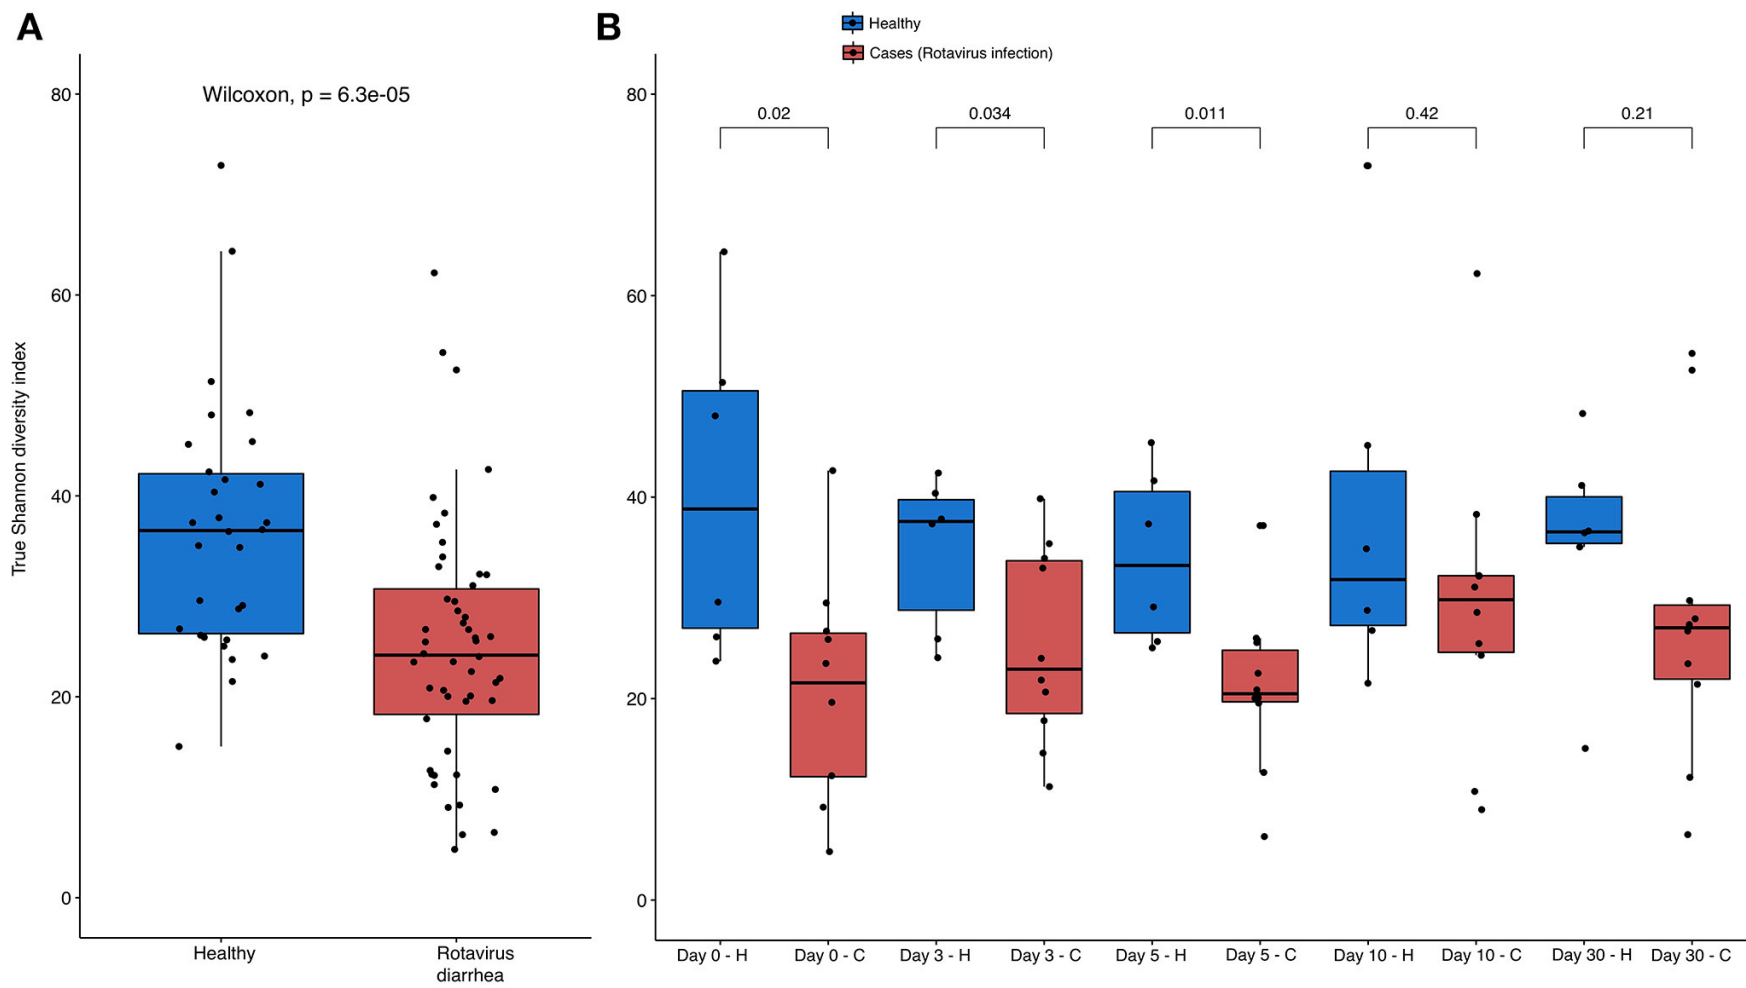 A
B
Healthy
Cases (Rotavirus infection)
Wilcoxon, p = 6.3e-05
True Shannon diversity index
80
60
40
20
0
Healthy
Rotavirus
diarrhea
80
60
40
20
0
0.02
0.034
0.011
0.42
0.21
Day 0 - H
Day 0 - C
Day 3 - H
Day 3 - C
Day 5 - H
Day 5 - C
Day 10 - H
Day 10 - C
Day 30 - H
Day 30 - C